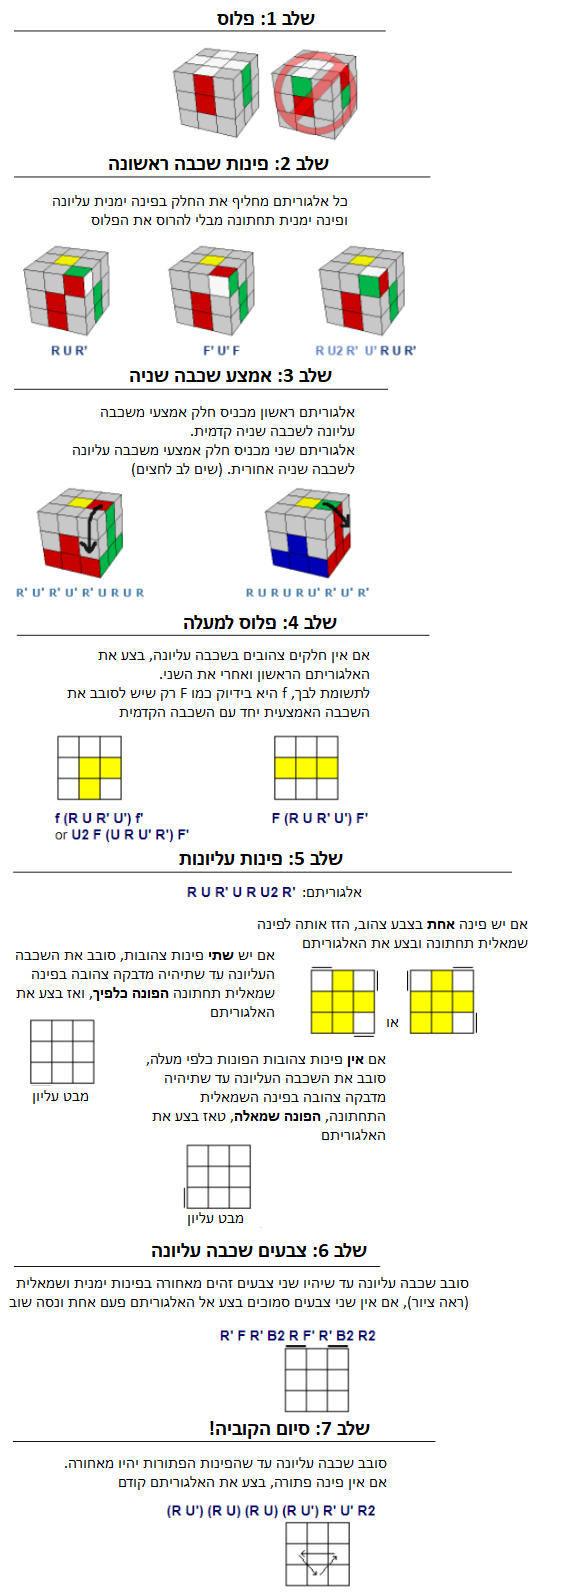 שלב 1: פלוס
שלב 2: פינות שכבה ראשונה
כל אלגוריתם מחליף את החלק בפינה ימנית עליונה
ופינה ימנית תחתונה מבלי להרוס את הפלוס
R U R'
F' U' F
R U2 R' U' R U R'
שלב 3: אמצע שכבה שניה
אלגוריתם ראשון מכניס חלק אמצעי משכבה
עליונה לשכבה שניה קדמית.
אלגוריתם שני מכניס חלק אמצעי משכבה עליונה
לשכבה שניה אחורית. (שים לב לחצים)
R' U' R' U' R' U R U R
R U R U R U' R' U' R'
שלב 4: פלוס למעלה
אם אין חלקים צהובים בשכבה עליונה, בצע את
האלגוריתם הראשון ואחרי את השני.
לתשומת לבך, f היא בידיוק כמו F רק שיש לסובב את
השכבה האמצעית יחד עם השכבה הקדמית
f (R U R' U') f'
or U2 F (U R U' R') F'
F (R U R' U') F'
שלב 5: פינות עליונות
אלגוריתם: R U R' U R U2 R'
אם יש פינה אחת בצבע צהוב, הזז אותה לפינה
שמאלית תחתונה ובצע את האלגוריתם
או
אם יש שתי פינות צהובות, סובב את השכבה
העליונה עד שתיהיה מדבקה צהובה בפינה
שמאלית תחתונה הפונה כלפיך, ואז בצע את
האלגוריתם
מבט עליון
אם אין פינות צהובות הפונות כלפי מעלה,
סובב את השכבה העליונה עד שתיהיה
מדבקה צהובה בפינה השמאלית
התחתונה, הפונה שמאלה, טאז בצע את
האלגוריתם
מבט עליון
שלב 6: צבעים שכבה עליונה
סובב שכבה עליונה עד שיהיו שני צבעים זהים מאחורה בפינות ימנית ושמאלית
(ראה ציור), אם אין שני צבעים סמוכים בצע אל האלגוריתם פעם אחת ונסה שוב
R' F R' B2 R F' R' B2 R2
שלב 7: סיום הקוביה!
סובב שכבה עליונה עד שהפינות הפתורות יהיו מאחורה.
אם אין פינה פתורה, בצע את האלגוריתם קודם
(R U') (R U) (R U) (R U') R' U' R2